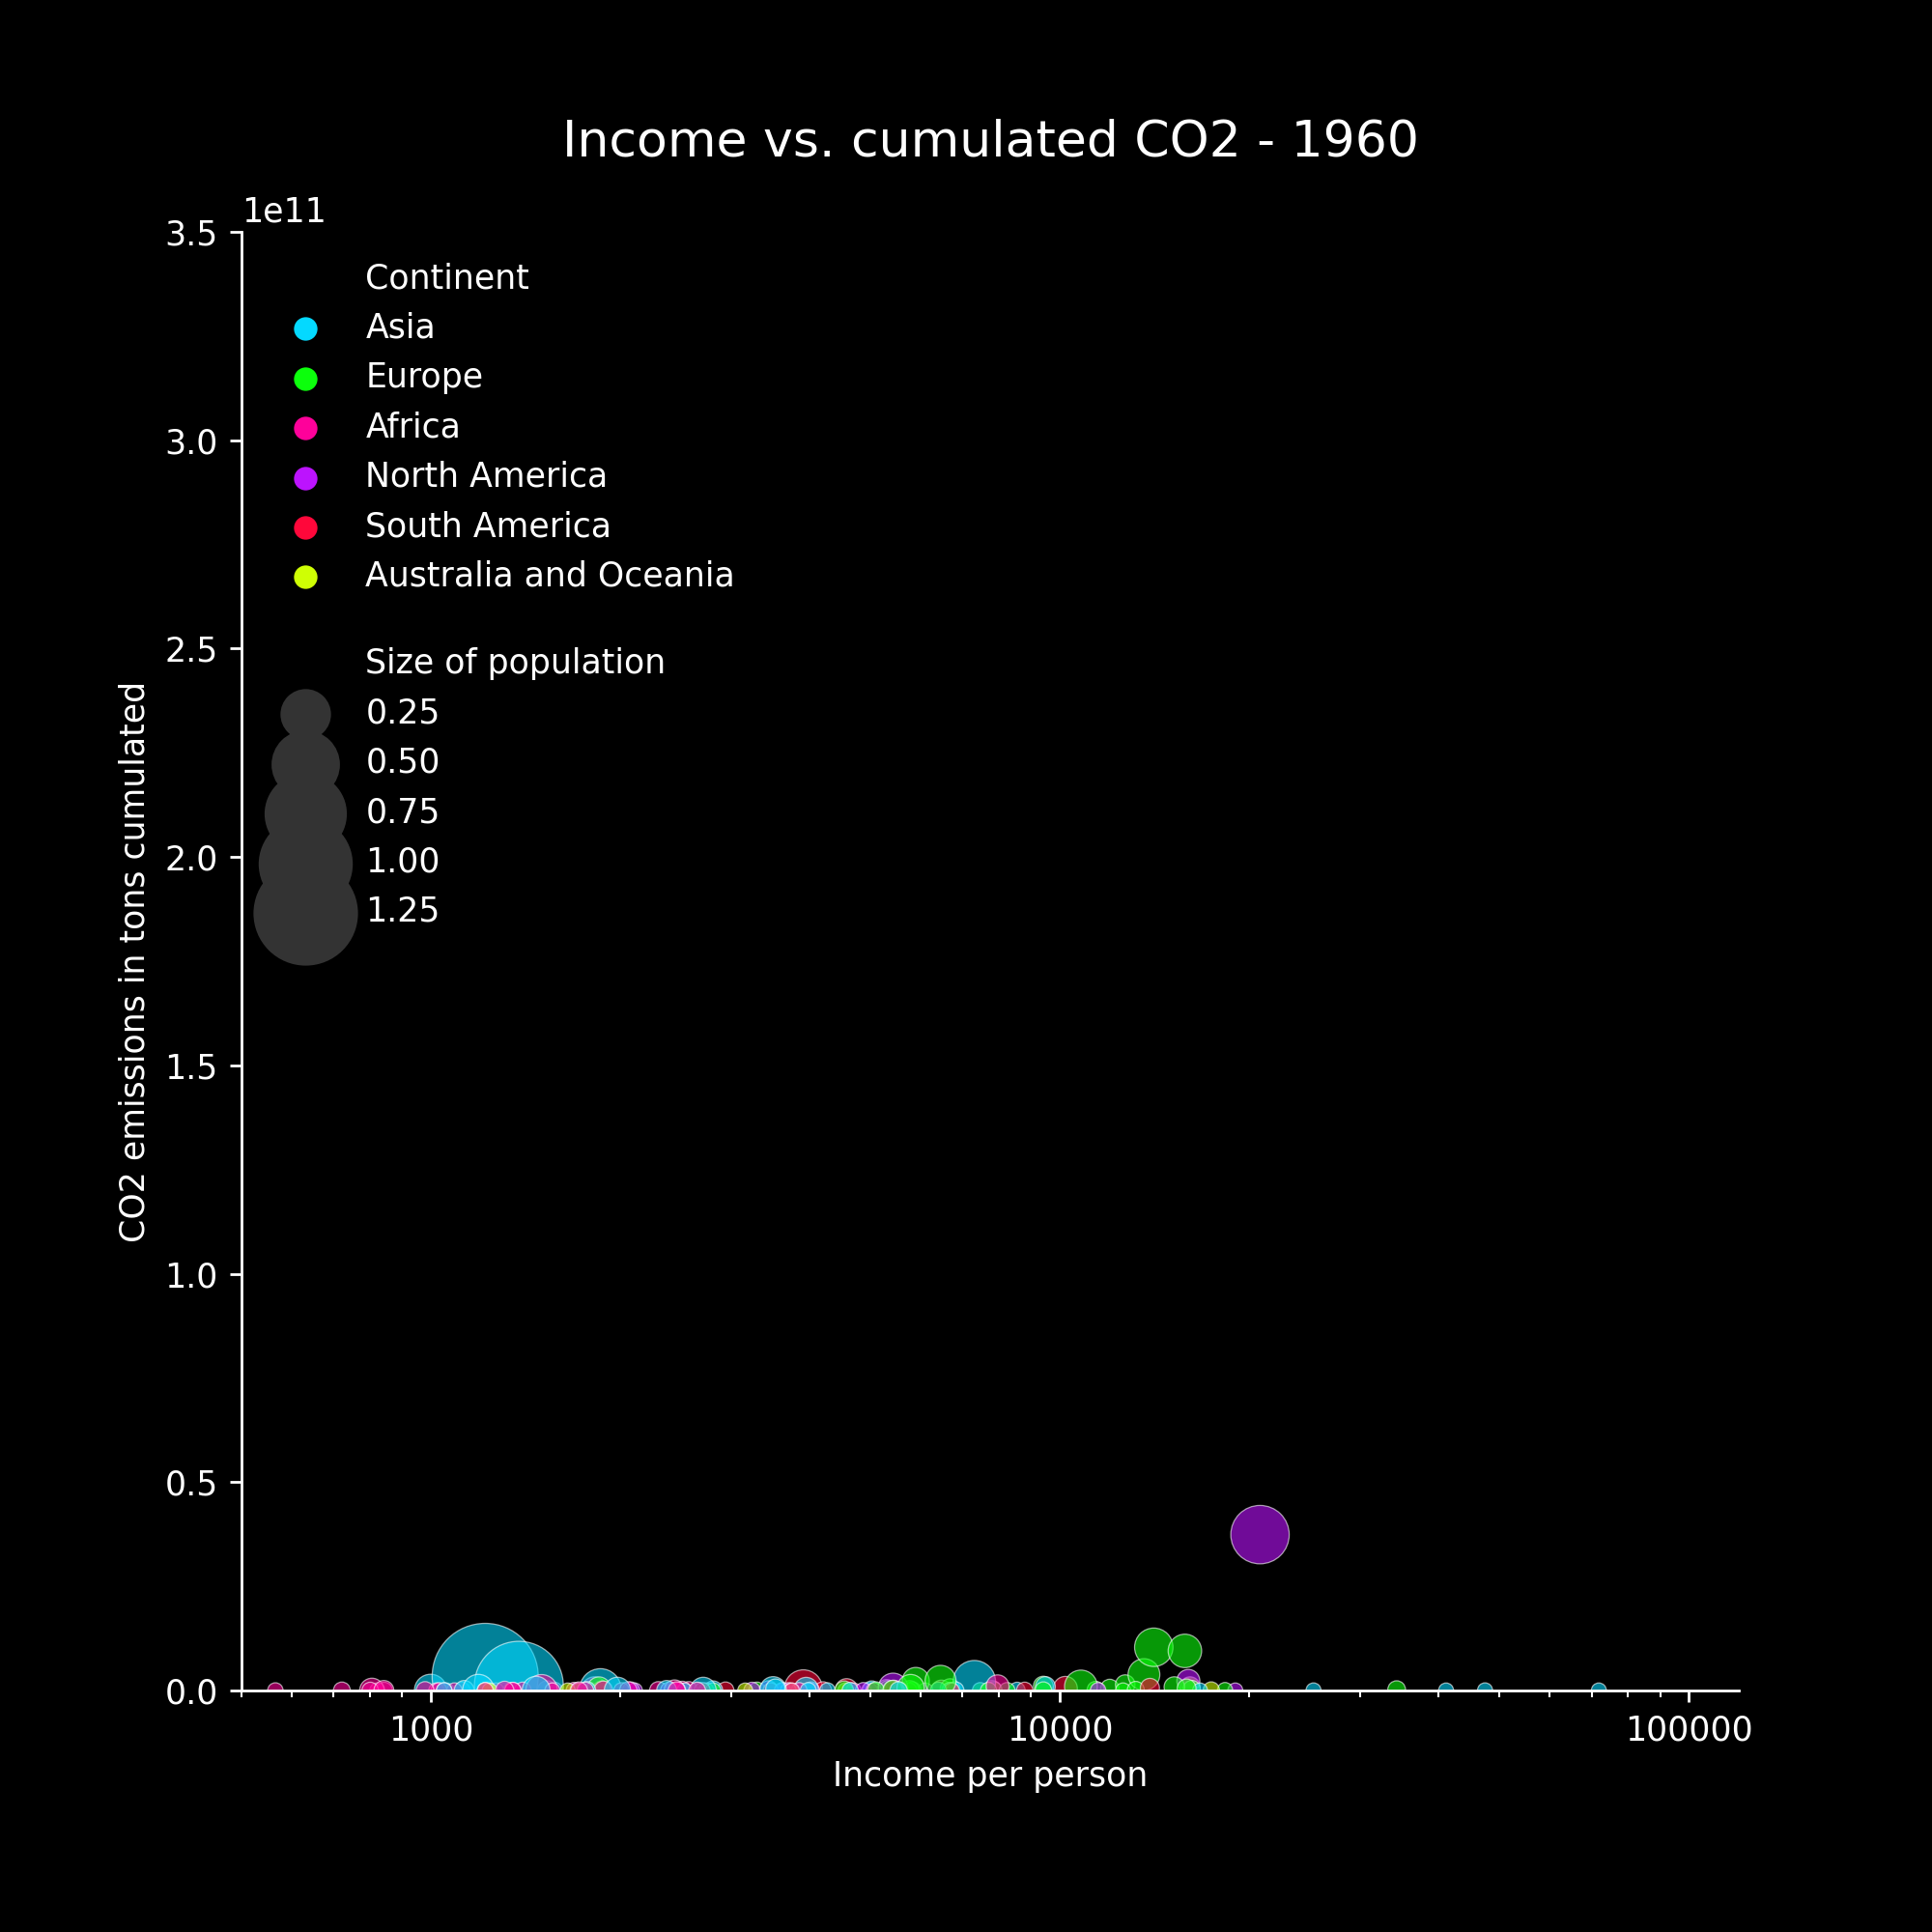 Income vs. cumulated CO2 - 1960
1e11
3.5
3.0
2.5
2.0
1.5
1.0
0.5
0.0
CO2 emissions in tons cumulated
Continent
Asia
Europe
Africa
North America
South America
Australia and Oceania
Size of population
0.25
0.50
0.75
1.00
1.25
1000
10000
100000
Income per person